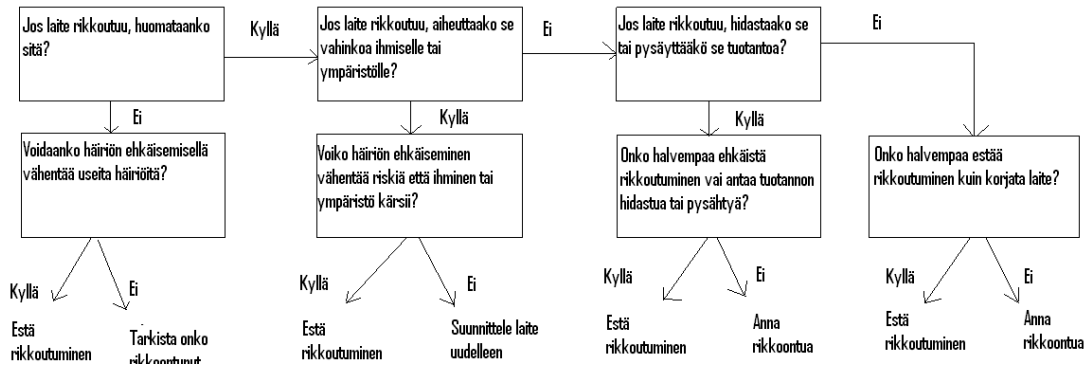 Jos laite rikkoutuu, huomataanko
sitä?
Kyllä
Jos laite rikkoutuu, aiheuttaako se
vahinkoa ihmiselle tai
ympäristölle?
Ei
Jos laite rikkoutuu, hidastaako se
tai pysäyttääkö se tuotantoa?
Ei
Ei
Kyllä
Kyllä
Voidaanko häiriön ehkäisemisellä
vähentää useita häiriöitä?
Voiko häiriön ehkäiseminen
vähentää riskiä että ihminen tai
ympäristö kärsii?
Onko halvempaa ehkäistä
rikkoutuminen vai antaa tuotannon
hidastua tai pysähtyä?
Onko halvempaa estää
rikkoutuminen kuin korjata laite?
Kyllä
Ei
Kyllä
Ei
Kyllä
Ei
Kyllä
Ei
Estä
rikkoutuminen
Tarkista onko
rikkoontunut
Estä
rikkoutuminen
Suunnittele laite
uudelleen
Estä
rikkoutuminen
Anna
rikkoontua
Estä
rikkoutuminen
Anna
rikkoontua